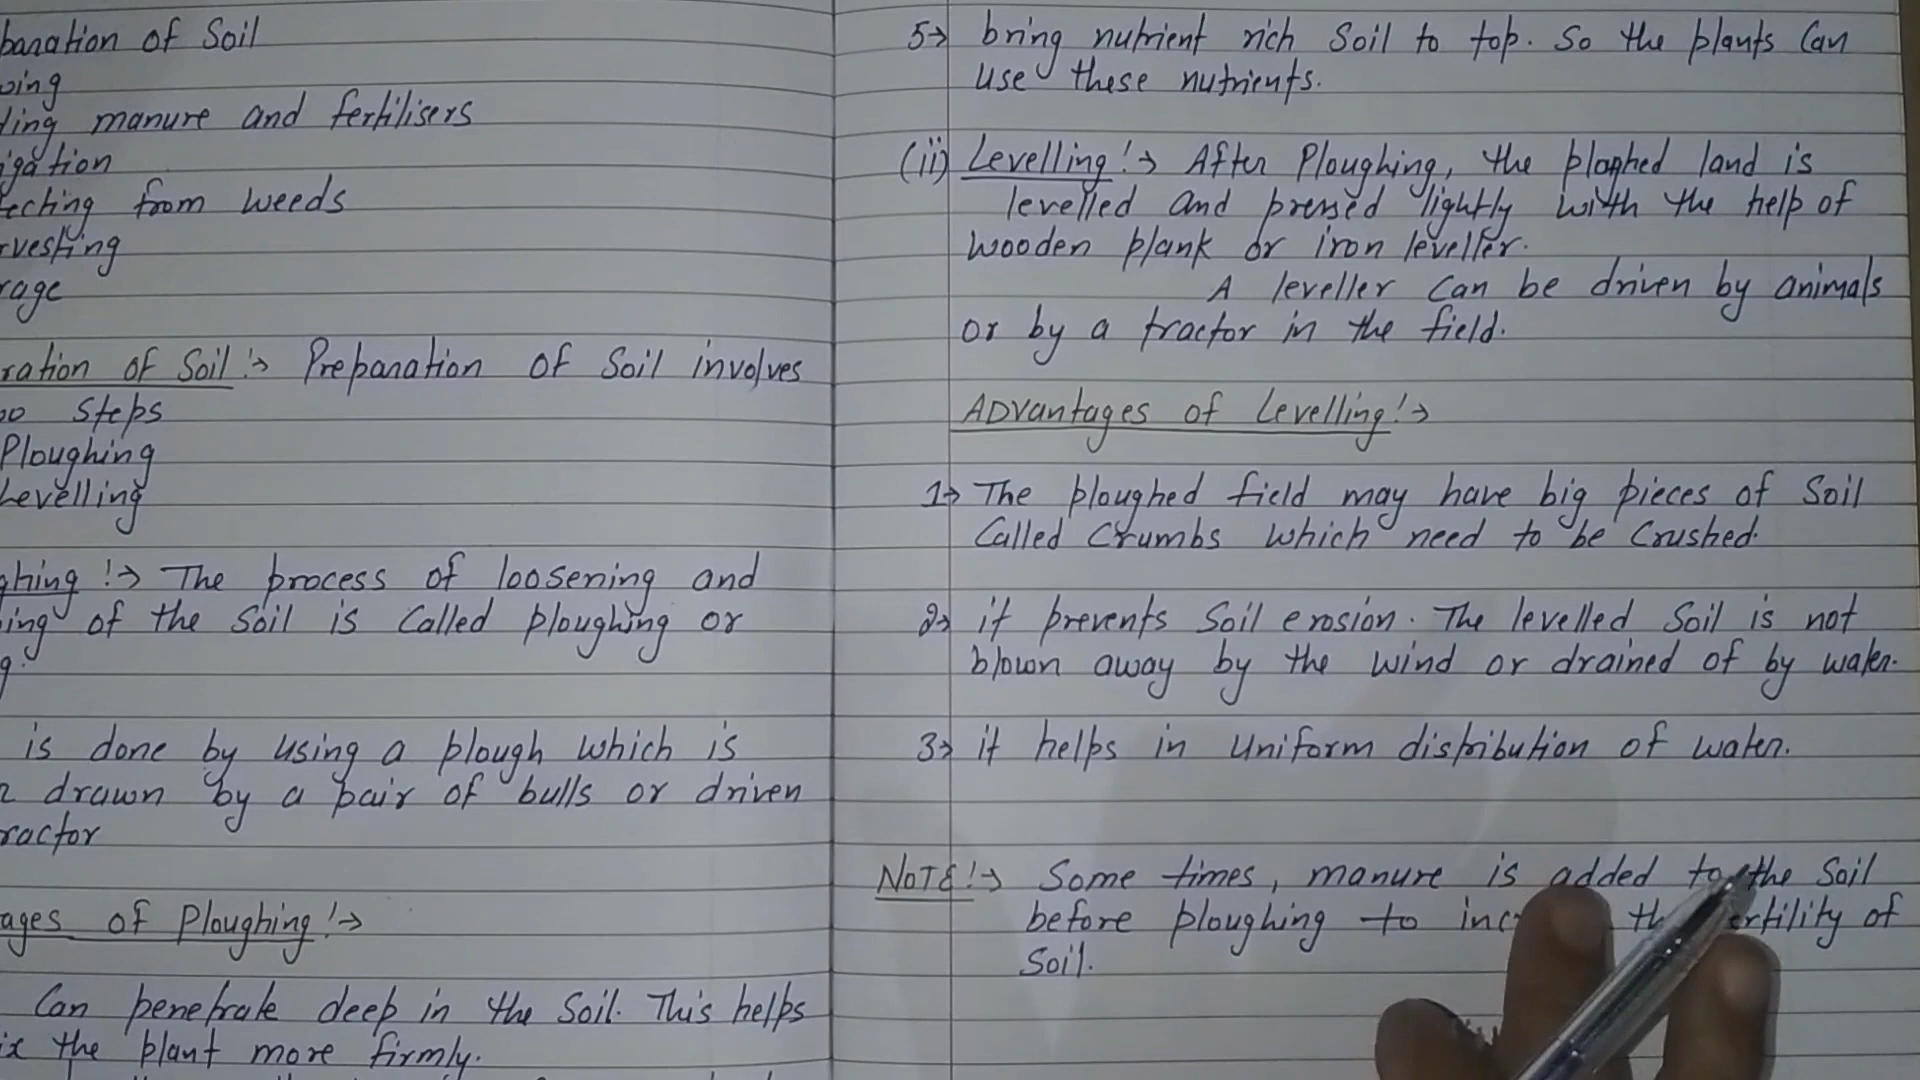 baration of Soil
ing manure and fertilisers
igation
ecting from weeds
rvesting
rage
ration of Soil :→ Preparation of Soil involves
Steps
Ploughing
Levelling
ghing !→ The process of loosening and
ing of the Soil is Called ploughing or
g.
is done by using a plough which is
drawn by a pair of bulls or driven
ractor
ages of Ploughing !→
Can penetrate deep in the Soil. This helps
ix the plant more firmly.
5→ bring nutrient rich Soil to top. So the plants Can
use these nutrients.
(ii) Levelling !→ After Ploughing, the ploghed land is
levelled and pressed lightly with the help of
wooden plank or iron leveller.
A leveller Can be driven by animals
or by a tractor in the field.
Advantages of Levelling !→
1→ The ploughed field may have big pieces of Soil
Called Crumbs which need to be Crushed.
2→ it prevents Soil erosion. The levelled Soil is not
blown away by the wind or drained of by water.
3→ it helps in uniform distribution of water.
NOTE !→ Some times, manure is added to the Soil
before ploughing to inc th ertility of
Soil.